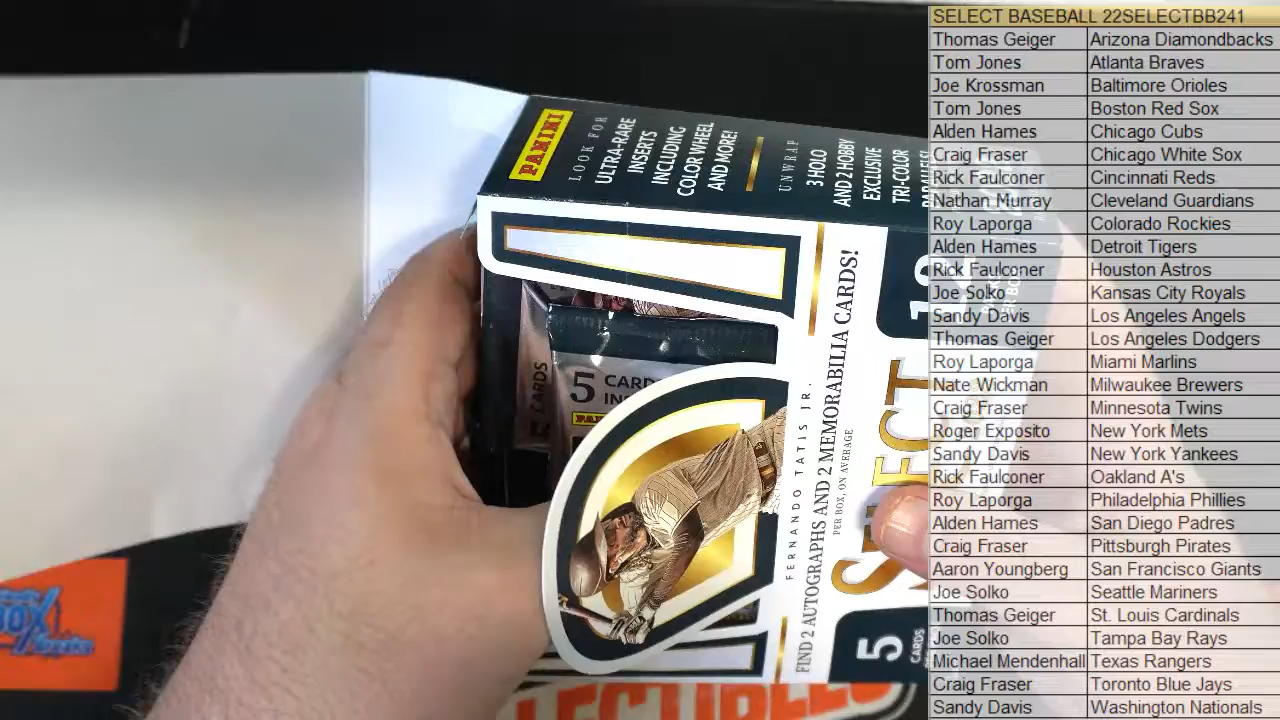 SELECT BASEBALL 22SELECTBB241
Thomas Geiger Arizona Diamondbacks
Tom Jones Atlanta Braves
Joe Krossman Baltimore Orioles
Tom Jones Boston Red Sox
Alden Hames Chicago Cubs
Craig Fraser Chicago White Sox
Rick Faulconer Cincinnati Reds
Nathan Murray Cleveland Guardians
Roy Laporga Colorado Rockies
Alden Hames Detroit Tigers
Rick Faulconer Houston Astros
Joe Solko Kansas City Royals
Sandy Davis Los Angeles Angels
Thomas Geiger Los Angeles Dodgers
Roy Laporga Miami Marlins
Nate Wickman Milwaukee Brewers
Craig Fraser Minnesota Twins
Roger Exposito New York Mets
Sandy Davis New York Yankees
Rick Faulconer Oakland A's
Roy Laporga Philadelphia Phillies
Alden Hames San Diego Padres
Craig Fraser Pittsburgh Pirates
Aaron Youngberg San Francisco Giants
Joe Solko Seattle Mariners
Thomas Geiger St. Louis Cardinals
Joe Solko Tampa Bay Rays
Michael Mendenhall Texas Rangers
Craig Fraser Toronto Blue Jays
Sandy Davis Washington Nationals
PANINI
LOOK FOR
ULTRA-RARE
INSERTS
INCLUDING
COLOR WHEEL
AND MORE!
UNWRAP
3 HOLO
AND 2 HOBBY
EXCLUSIVE
TRI-COLOR
5 CARDS
5 CARD
FERNANDO TATIS JR.
FIND 2 AUTOGRAPHS AND 2 MEMORABILIA CARDS!
PER BOX, ON AVERAGE
SELECT
5
CARDS
BOX